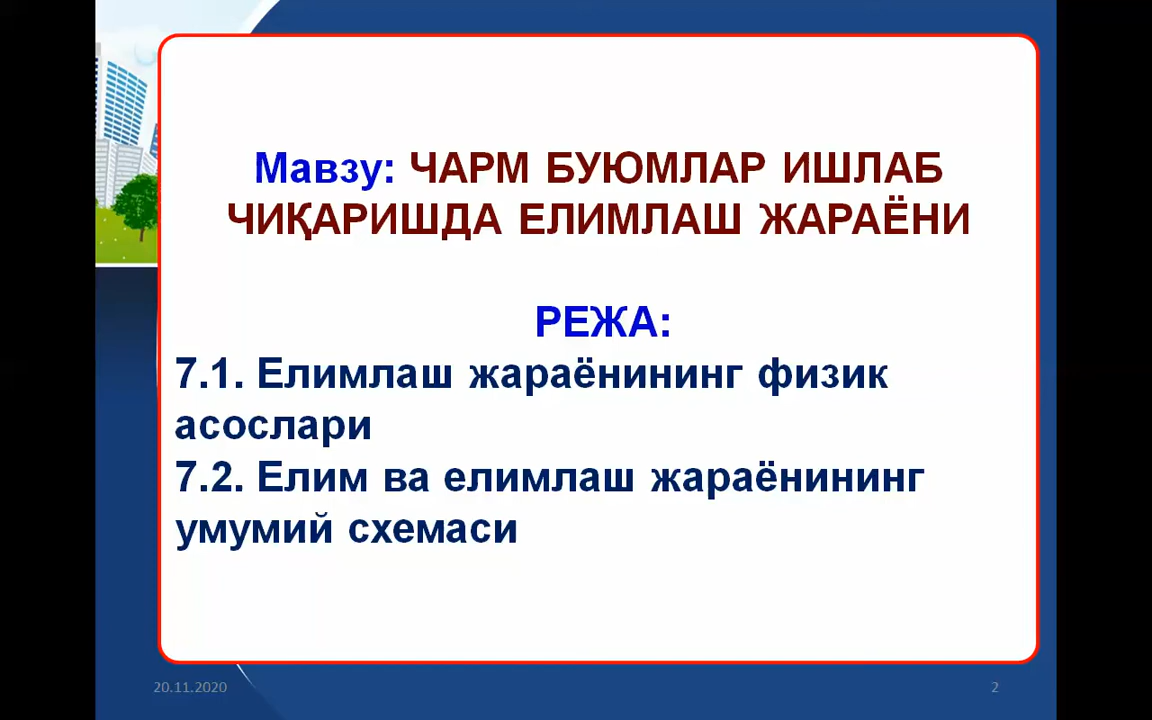 Мавзу: ЧАРМ БУЮМЛАР ИШЛАБ
ЧИҚАРИШДА ЕЛИМЛАШ ЖАРАЁНИ
РЕЖА:
7.1. Елимлаш жараёнининг физик
асослари
7.2. Елим ва елимлаш жараёнининг
умумий схемаси
20.11.2020
2